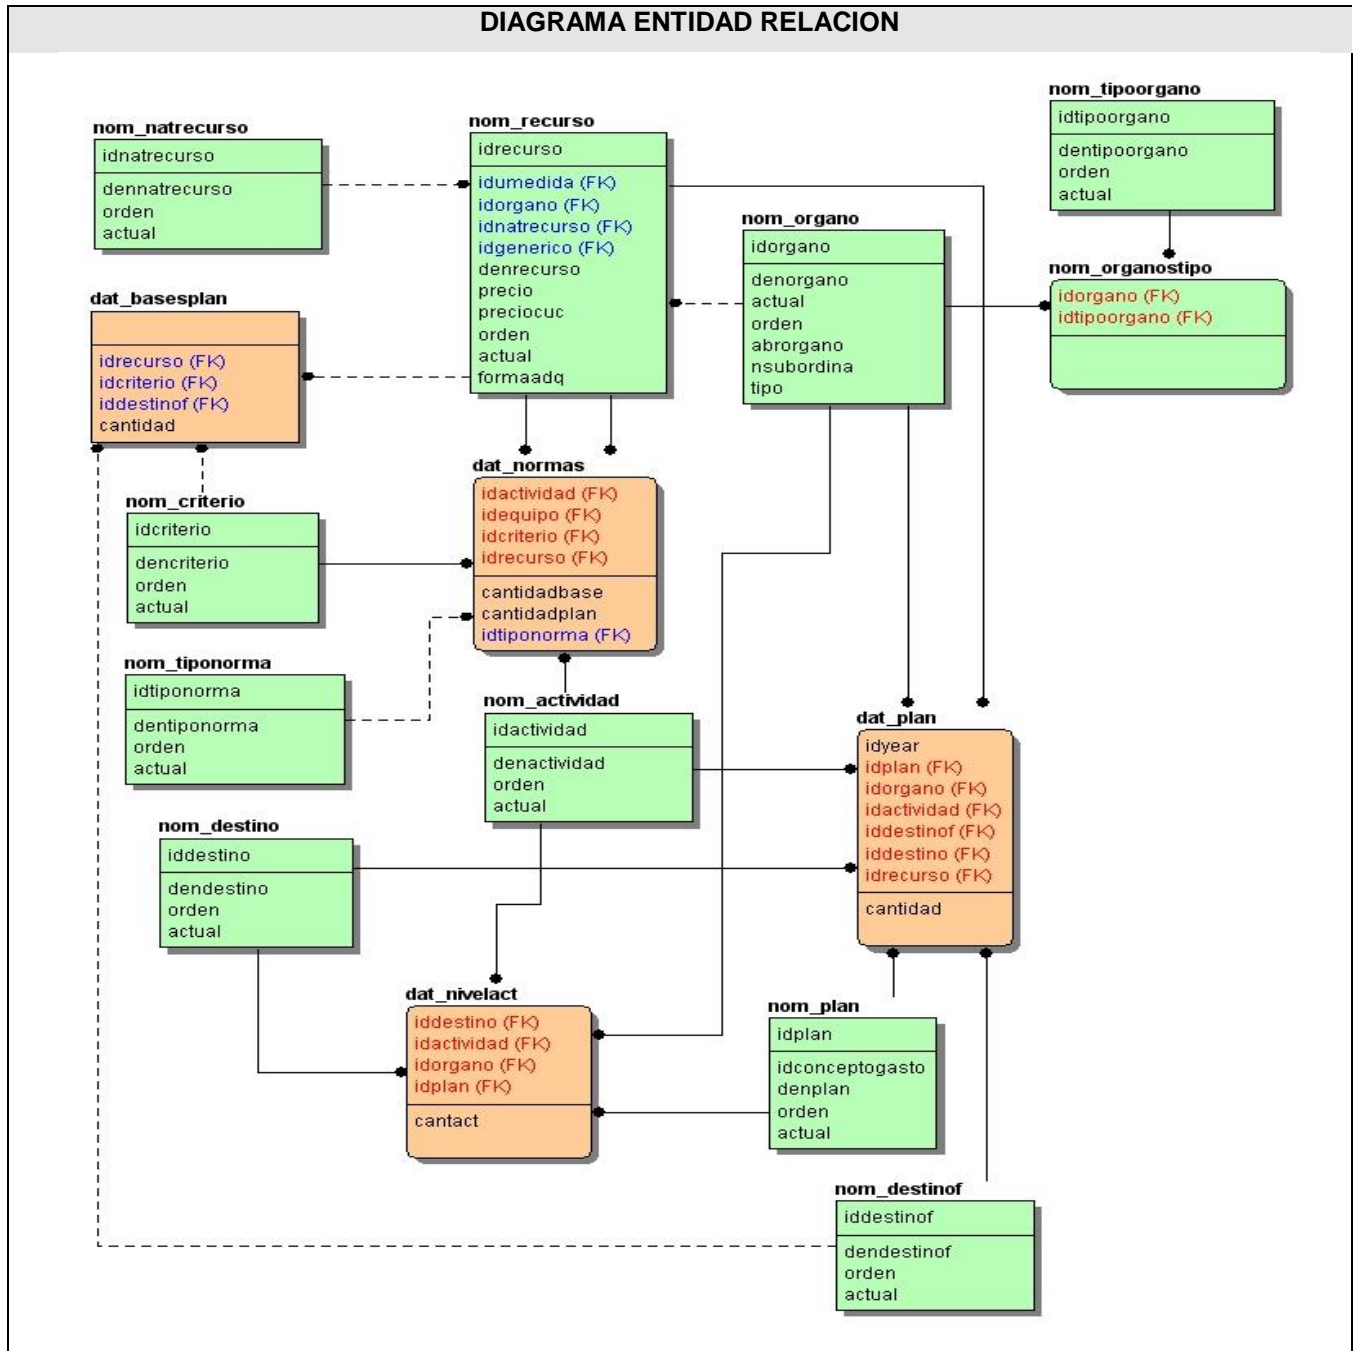 DIAGRAMA ENTIDAD RELACION
nom_natrecurso
idnatrecurso
dennatrecurso
orden
actual
nom_recurso
idrecurso
idumedida (FK)
idorgano (FK)
idnatrecurso (FK)
idgenerico (FK)
denrecurso
precio
preciocuc
orden
actual
formaadq
nom_tipoorgano
idtipoorgano
dentipoorgano
orden
actual
nom_organo
idorgano
denorgano
actual
orden
abrorgano
nsubordina
tipo
nom_organostipo
idorgano (FK)
idtipoorgano (FK)
dat_basesplan
idrecurso (FK)
idcriterio (FK)
iddestinof (FK)
cantidad
nom_criterio
idcriterio
dencriterio
orden
actual
dat_normas
idactividad (FK)
idequipo (FK)
idcriterio (FK)
idrecurso (FK)
cantidadbase
cantidadplan
idtiponorma (FK)
nom_tiponorma
idtiponorma
dentiponorma
orden
actual
nom_actividad
idactividad
denactividad
orden
actual
dat_plan
idyear
idplan (FK)
idorgano (FK)
idactividad (FK)
iddestinof (FK)
iddestino (FK)
idrecurso (FK)
cantidad
nom_destino
iddestino
dendestino
orden
actual
dat_nivelact
iddestino (FK)
idactividad (FK)
idorgano (FK)
idplan (FK)
cantact
nom_plan
idplan
idconceptogasto
denplan
orden
actual
nom_destinof
iddestinof
dendestinof
orden
actual